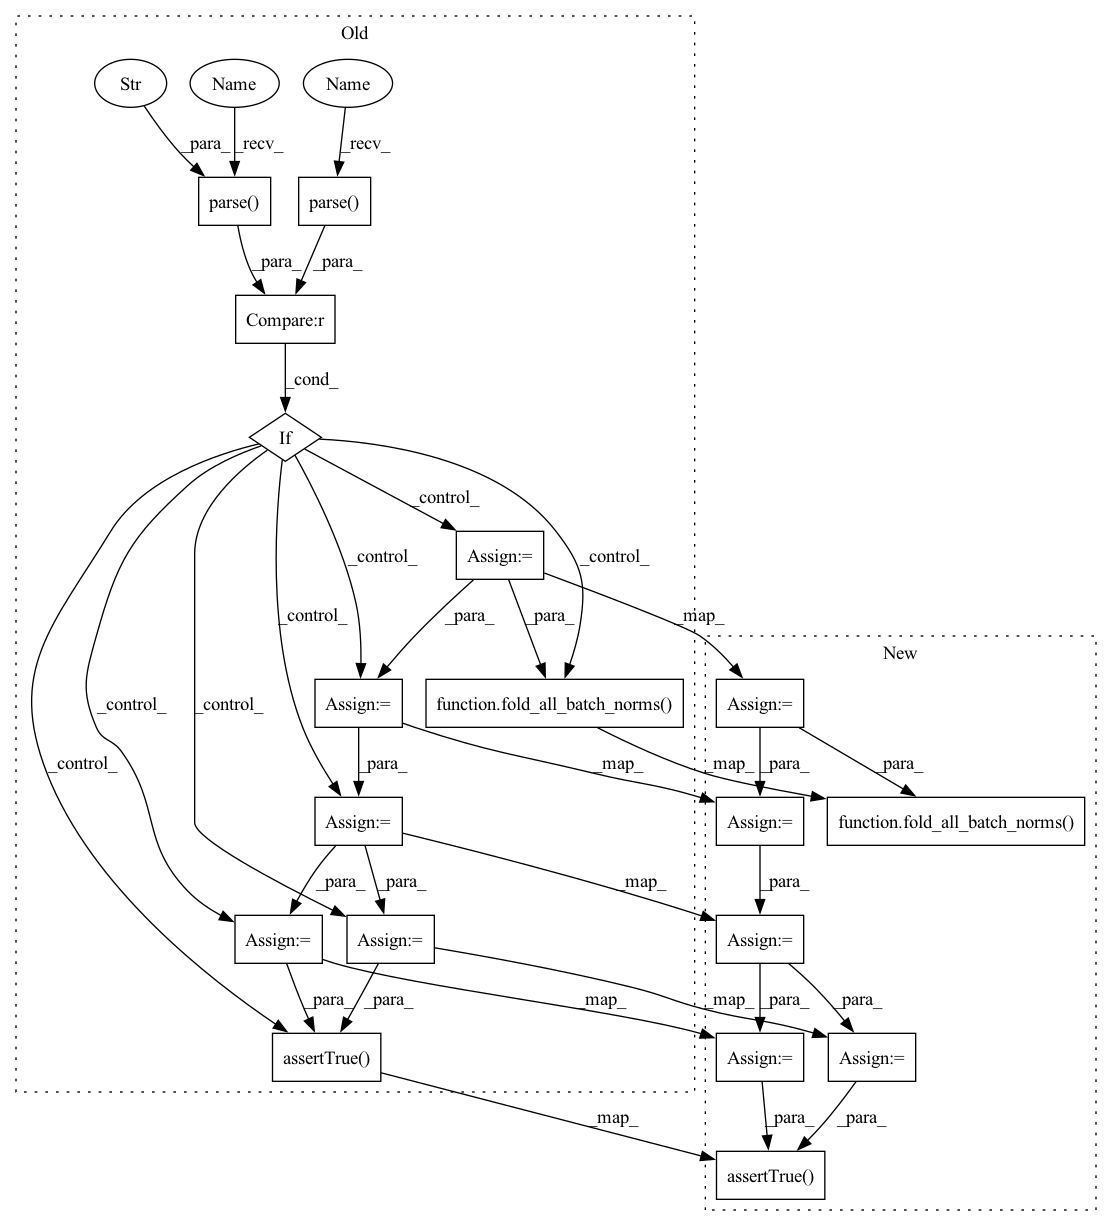 Old
Str
Name
Name
_para_
_recv_
_recv_
parse()
parse()
_para_
_para_
Compare:r
_cond_
If
_control_
Assign:=
_control_
_control_
_control_
_para_
_para_
_map_
New
_control_
_control_
Assign:=
function.fold_all_batch_norms()
Assign:=
_control_
_para_
_map_
_map_
_para_
_para_
Assign:=
Assign:=
function.fold_all_batch_norms()
_para_
_para_
_map_
_para_
Assign:=
Assign:=
Assign:=
_para_
_para_
_map_
_map_
_para_
_para_
assertTrue()
Assign:=
Assign:=
_map_
_para_
_para_
assertTrue()